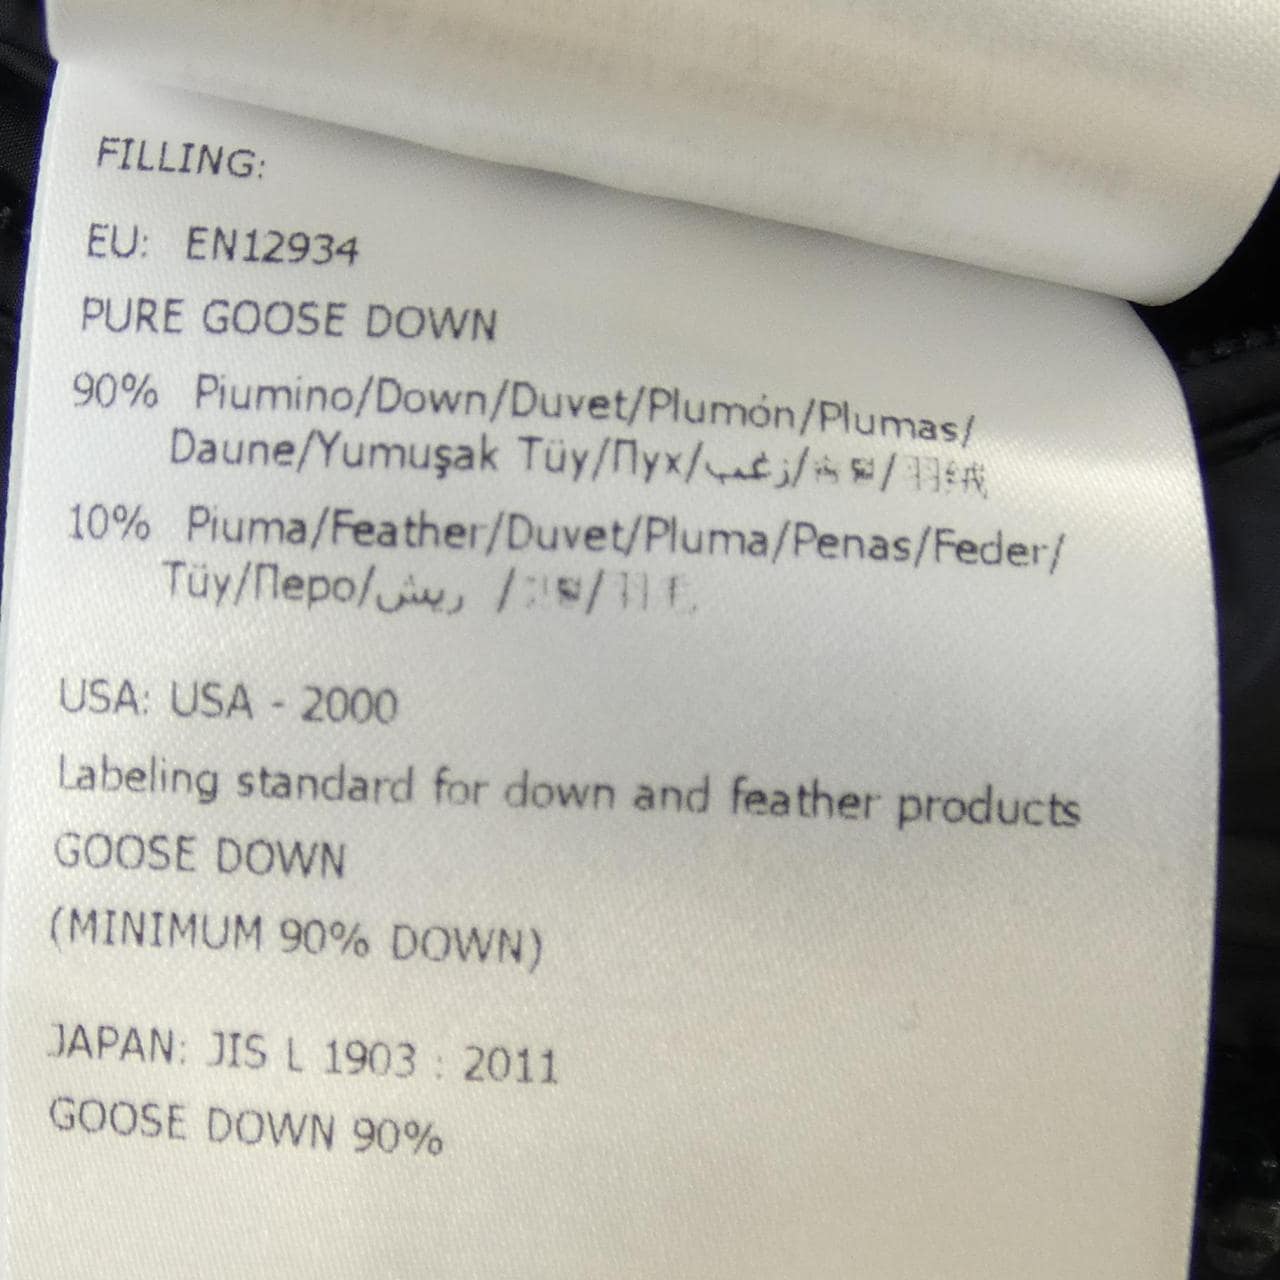 FILLING:
EU: EN12934
PURE GOOSE DOWN
90% Piumino/Down/Duvet/Plumón/Plumas/
Daune/Yumuşak Tüy/Пух/زغب/
10% Piuma/Feather/Duvet/Pluma/Penas/Feder/
Tüy/Перо/ريش /
USA: USA - 2000
Labeling standard for down and feather products
GOOSE DOWN
(MINIMUM 90% DOWN)
JAPAN: JIS L 1903 : 2011
GOOSE DOWN 90%